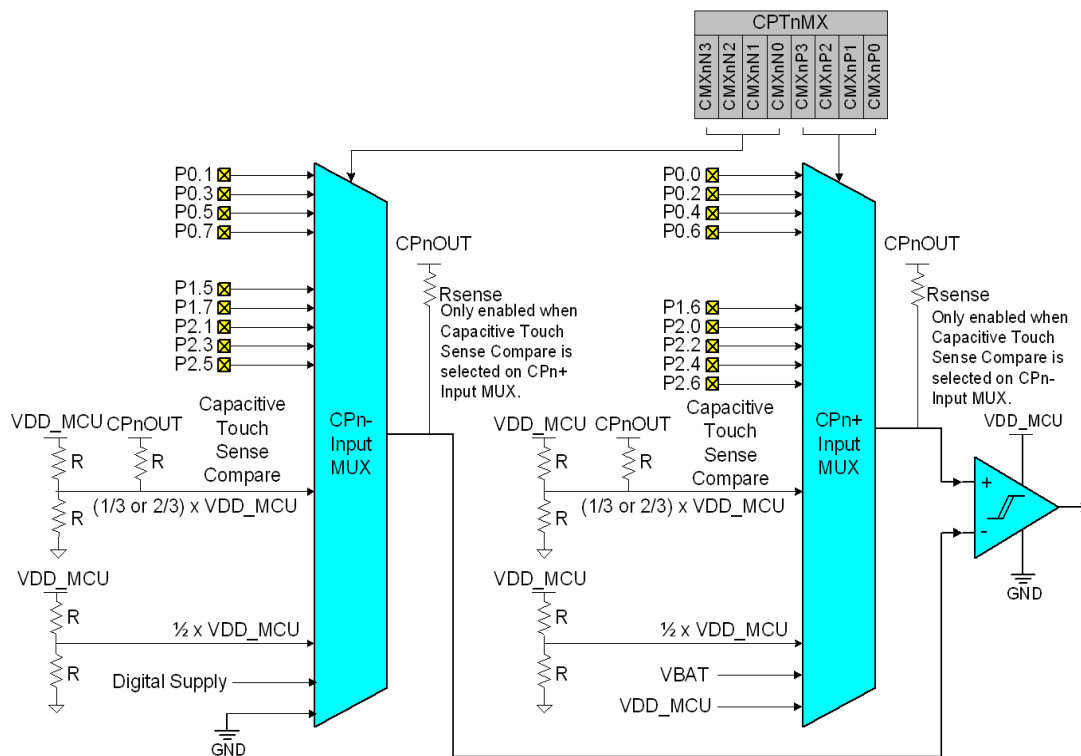 CPTnMX
CMXnN3
CMXnN2
CMXnN1
CMXnN0
CMXnP3
CMXnP2
CMXnP1
CMXnP0
P0.1
P0.3
P0.5
P0.7
P1.5
P1.7
P2.1
P2.3
P2.5
CPnOUT
Rsense
Only enabled when
Capacitive Touch
Sense Compare is
selected on CPn+
Input MUX.
VDD_MCU
CPnOUT
R
R
R
Capacitive
Touch
Sense
Compare
(1/3 or 2/3) x VDD_MCU
CPn-
Input
MUX
VDD_MCU
R
R
½ x VDD_MCU
Digital Supply
GND
P0.0
P0.2
P0.4
P0.6
P1.6
P2.0
P2.2
P2.4
P2.6
CPnOUT
Rsense
Only enabled when
Capacitive Touch
Sense Compare is
selected on CPn-
Input MUX.
VDD_MCU
CPnOUT
R
R
R
Capacitive
Touch
Sense
Compare
(1/3 or 2/3) x VDD_MCU
CPn+
Input
MUX
VDD_MCU
R
R
½ x VDD_MCU
VBAT
VDD_MCU
VDD_MCU
+
-
GND